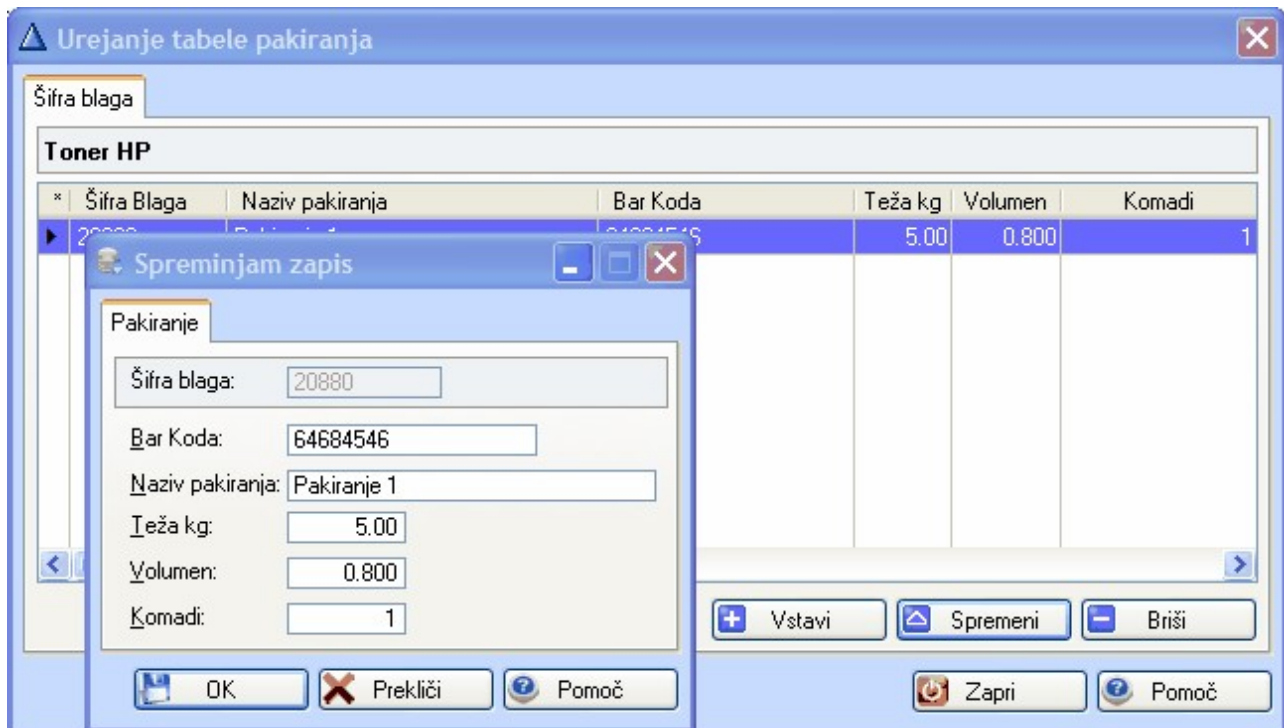 Urejanje tabele pakiranja
Šifra blaga
Toner HP
* Šifra Blaga Naziv pakiranja Bar Koda Teža kg Volumen Komadi
5.00 0.800 1
Spreminjam zapis
Pakiranje
Šifra blaga: 20880
Bar Koda: 64684546
Naziv pakiranja: Pakiranje 1
Teža kg: 5.00
Volumen: 0.800
Komadi: 1
Vstavi Spremeni Briši
OK Prekliči Pomoč
Zapri Pomoč